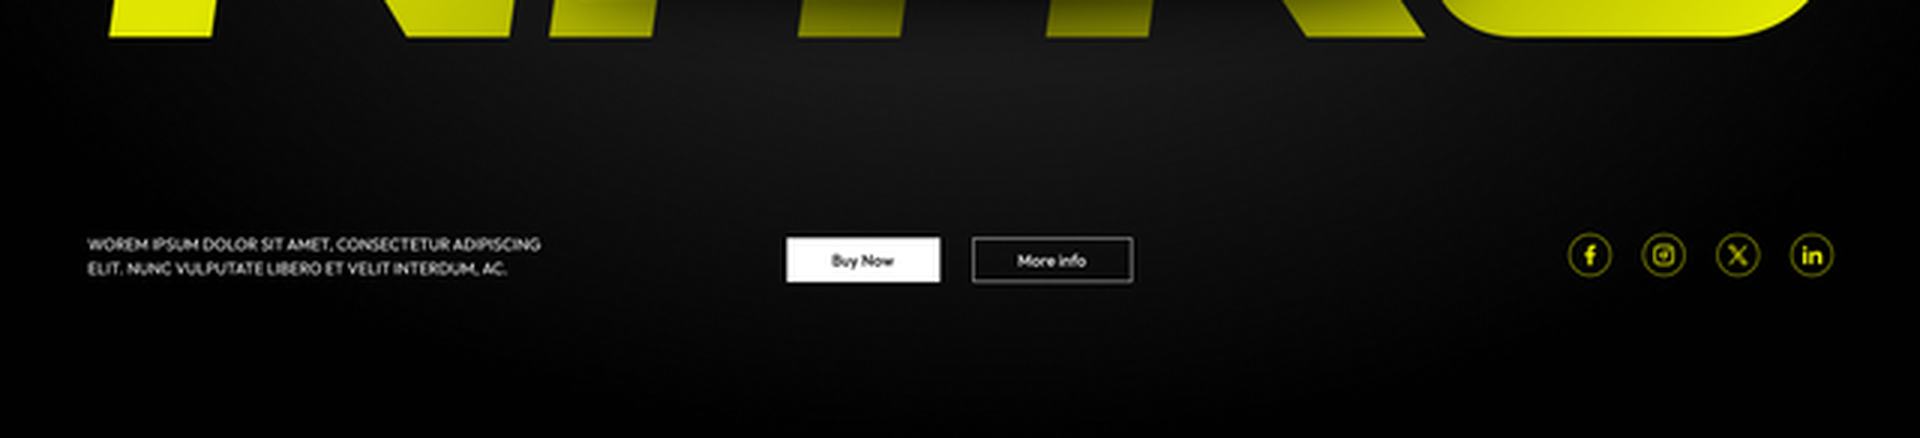 WOREM IPSUM DOLOR SIT AMET, CONSECTETUR ADIPISCING
ELIT. NUNC VULPUTATE LIBERO ET VELIT INTERDUM, AC.
Buy Now
More info